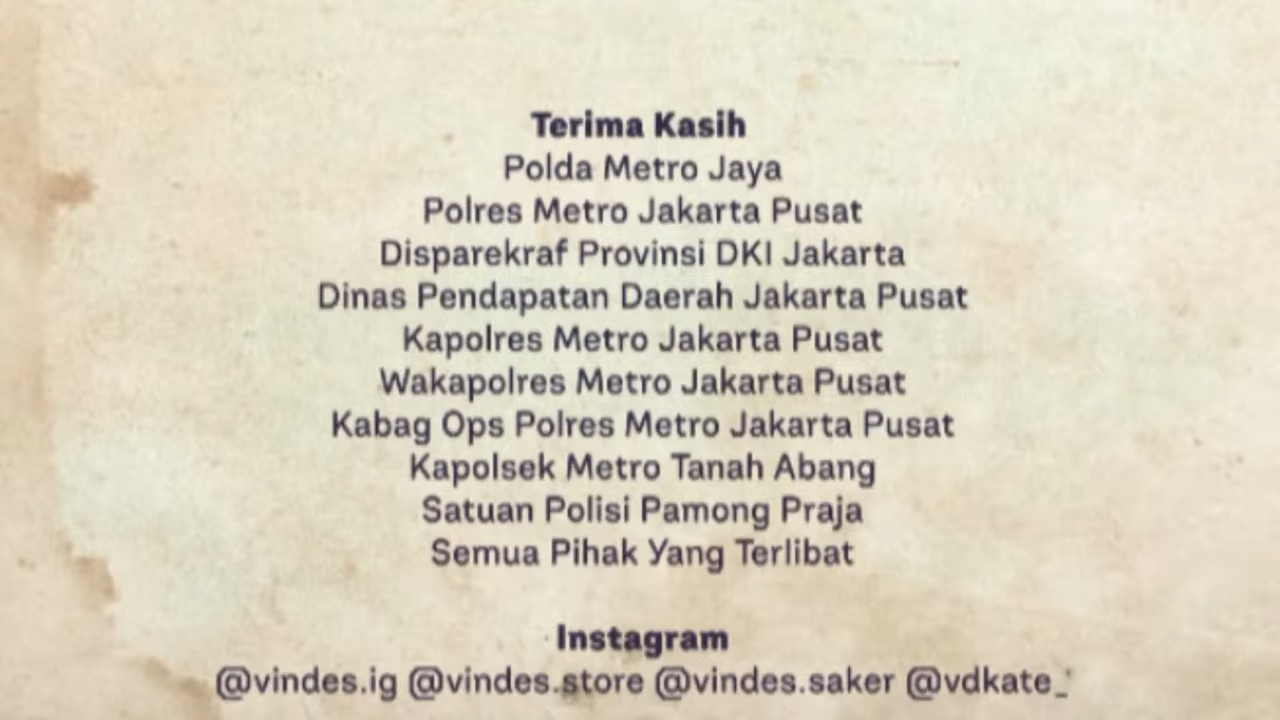 Terima Kasih
Polda Metro Jaya
Polres Metro Jakarta Pusat
Disparekraf Provinsi DKI Jakarta
Dinas Pendapatan Daerah Jakarta Pusat
Kapolres Metro Jakarta Pusat
Wakapolres Metro Jakarta Pusat
Kabag Ops Polres Metro Jakarta Pusat
Kapolsek Metro Tanah Abang
Satuan Polisi Pamong Praja
Semua Pihak Yang Terlibat
Instagram
@vindes.ig @vindes.store @vindes.saker @vdkate_